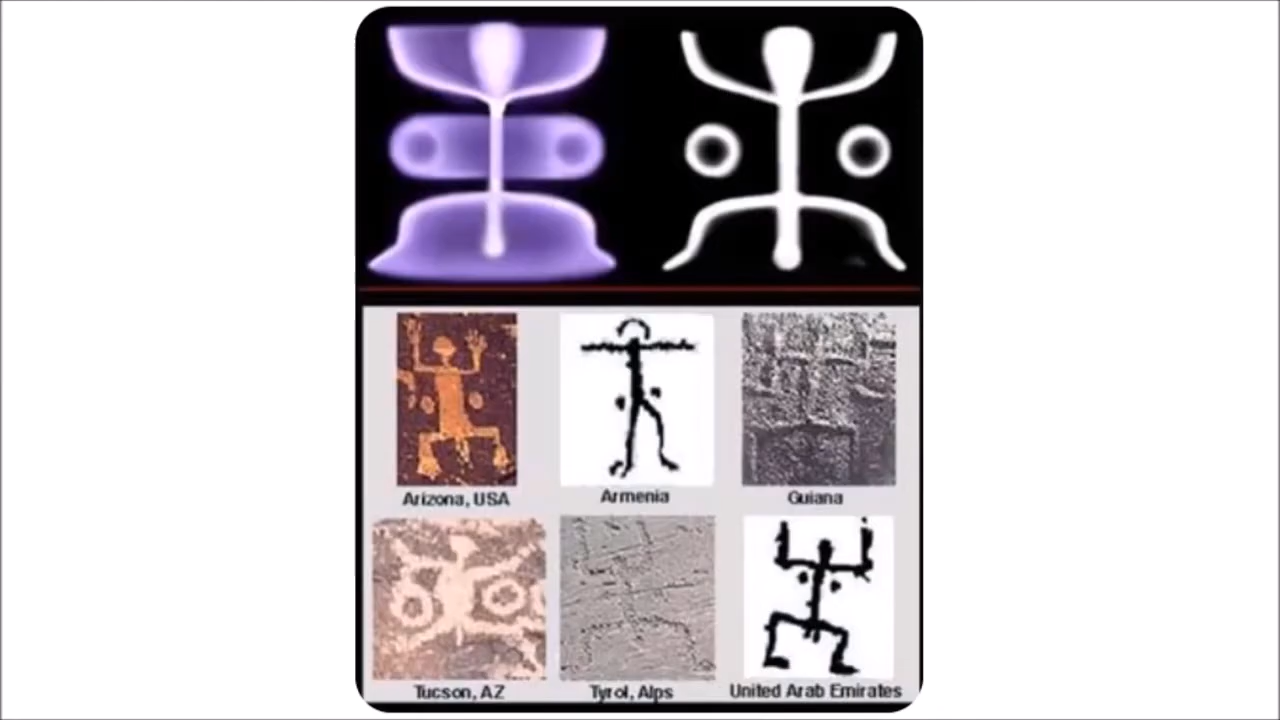 Arizona, USA
Armenia
Guiana
Tucson, AZ
Tyrol, Alps
United Arab Emirates